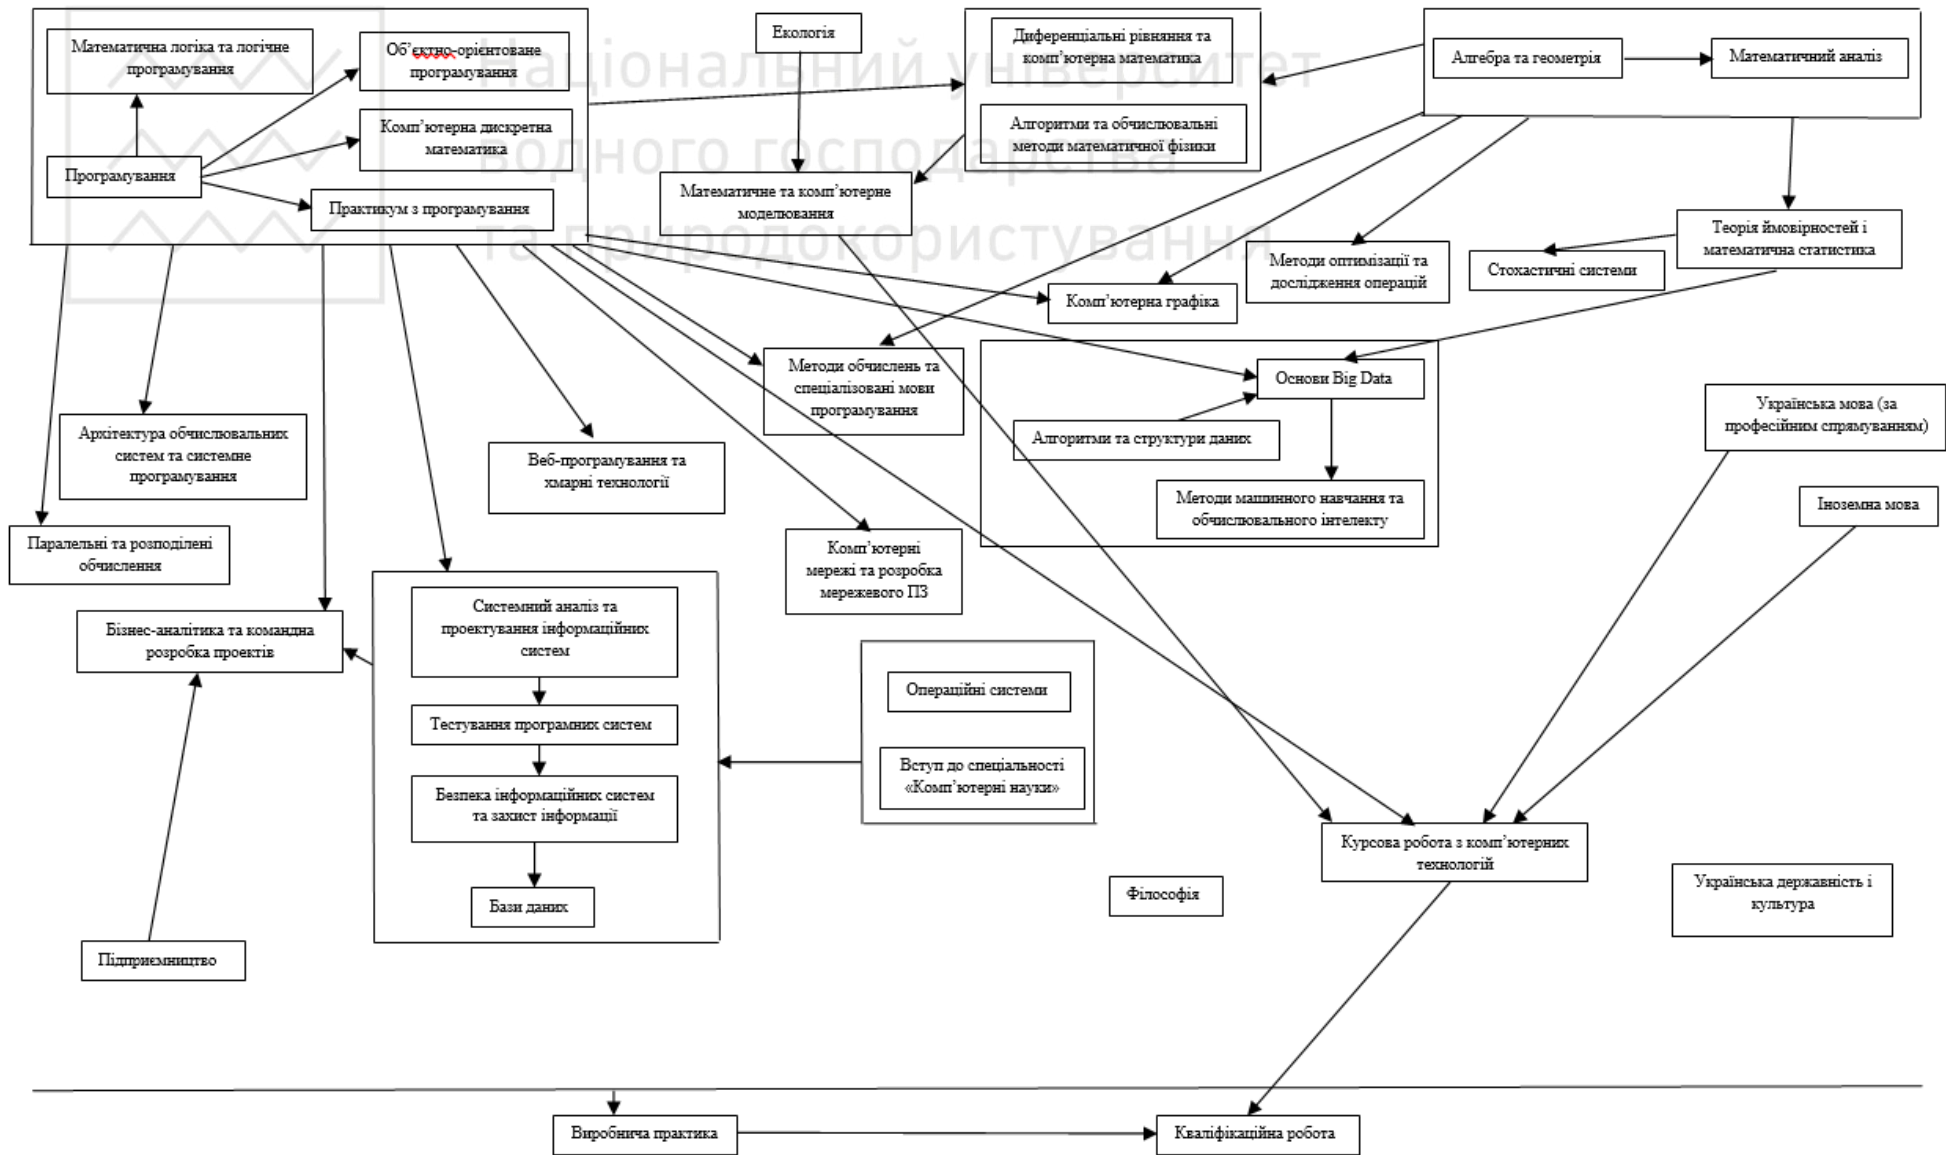 Національний університет
водного господарства
та природокористування
Математична логіка та логічне
програмування
Об'єктно-орієнтоване
програмування
Комп'ютерна дискретна
математика
Програмування
Практикум з програмування
Екологія
Диференціальні рівняння та
комп'ютерна математика
Алгоритми та обчислювальні
методи математичної фізики
Алгебра та геометрія
Математичний аналіз
Математичне та комп'ютерне
моделювання
Теорія ймовірностей і
математична статистика
Стохастичні системи
Методи оптимізації та
дослідження операцій
Комп'ютерна графіка
Методи обчислень та
спеціалізовані мови
програмування
Основи Big Data
Алгоритми та структури даних
Методи машинного навчання та
обчислювального інтелекту
Українська мова (за
професійним спрямуванням)
Іноземна мова
Архітектура обчислювальних
систем та системне
програмування
Веб-програмування та
хмарні технології
Паралельні та розподілені
обчислення
Комп'ютерні
мережі та розробка
мережевого ПЗ
Бізнес-аналітика та командна
розробка проектів
Системний аналіз та
проектування інформаційних
систем
Тестування програмних систем
Безпека інформаційних систем
та захист інформації
Бази даних
Операційні системи
Вступ до спеціальності
«Комп'ютерні науки»
Курсова робота з комп'ютерних
технологій
Філософія
Українська державність і
культура
Підприємництво
Виробнича практика
Кваліфікаційна робота